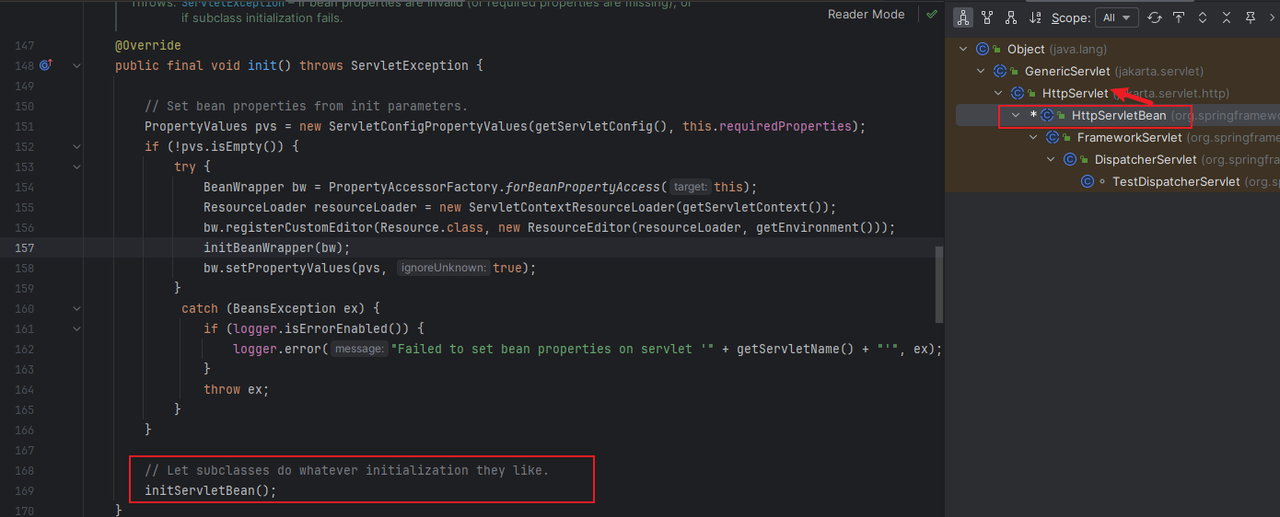 Throws: ServletException – if bean properties are invalid (or required properties are missing), or
if subclass initialization fails.
Reader Mode
147 @Override
148 public final void init() throws ServletException {
149
150 // Set bean properties from init parameters.
151 PropertyValues pvs = new ServletConfigPropertyValues(getServletConfig(), this.requiredProperties);
152 if (!pvs.isEmpty()) {
153 try {
154 BeanWrapper bw = PropertyAccessorFactory.forBeanPropertyAccess( target: this);
155 ResourceLoader resourceLoader = new ServletContextResourceLoader(getServletContext());
156 bw.registerCustomEditor(Resource.class, new ResourceEditor(resourceLoader, getEnvironment()));
157 initBeanWrapper(bw);
158 bw.setPropertyValues(pvs, ignoreUnknown: true);
159 }
160 catch (BeansException ex) {
161 if (logger.isErrorEnabled()) {
162 logger.error( message: "Failed to set bean properties on servlet '" + getServletName() + "'", ex);
163 }
164 throw ex;
165 }
166 }
167
168 // Let subclasses do whatever initialization they like.
169 initServletBean();
170 }
Scope: All
Object (java.lang)
GenericServlet (jakarta.servlet)
HttpServlet (jakarta.servlet.http)
* HttpServletBean (org.springframew
FrameworkServlet (org.springfra
DispatcherServlet (org.springfr
TestDispatcherServlet (org.s